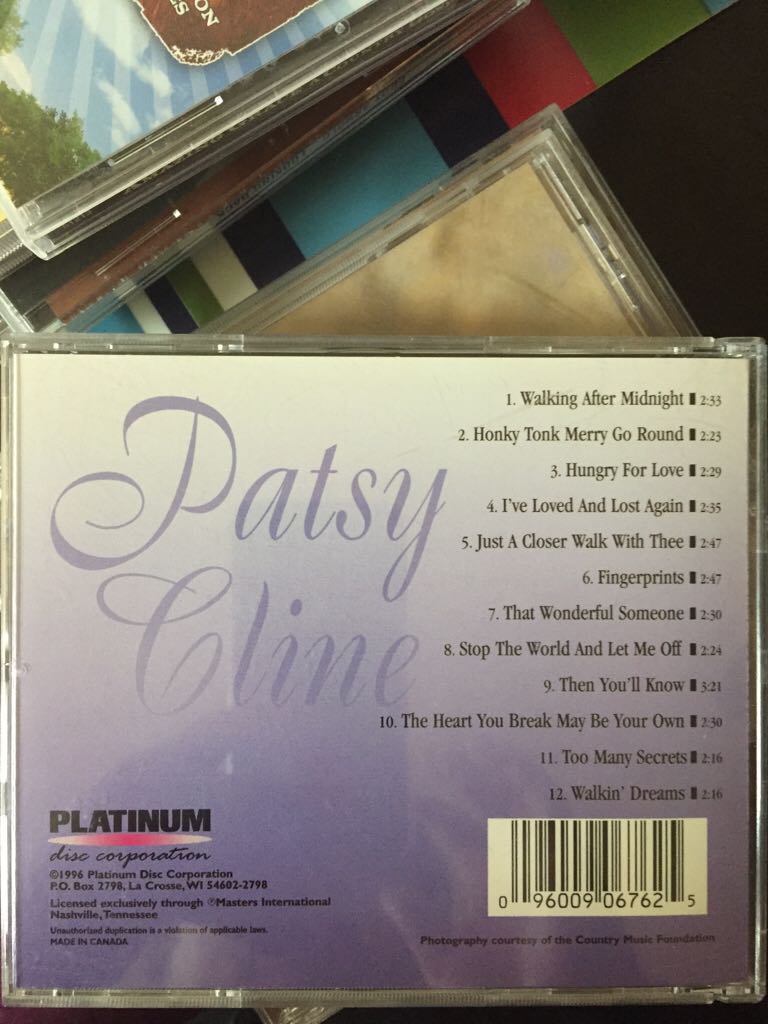 ON
ES
Patsy
Cline
1. Walking After Midnight 2:33
2. Honky Tonk Merry Go Round 2:23
3. Hungry For Love 2:29
4. I've Loved And Lost Again 2:35
5. Just A Closer Walk With Thee 2:47
6. Fingerprints 2:47
7. That Wonderful Someone 2:30
8. Stop The World And Let Me Off 2:24
9. Then You'll Know 3:21
10. The Heart You Break May Be Your Own 2:30
11. Too Many Secrets 2:16
12. Walkin' Dreams 2:16
PLATINUM
disc corporation
©1996 Platinum Disc Corporation
P.O. Box 2798, La Crosse, WI 54602-2798
Licensed exclusively through ℗Masters International
Nashville, Tennessee
Unauthorized duplication is a violation of applicable laws.
MADE IN CANADA
0 96009 06762 5
Photography courtesy of the Country Music Foundation